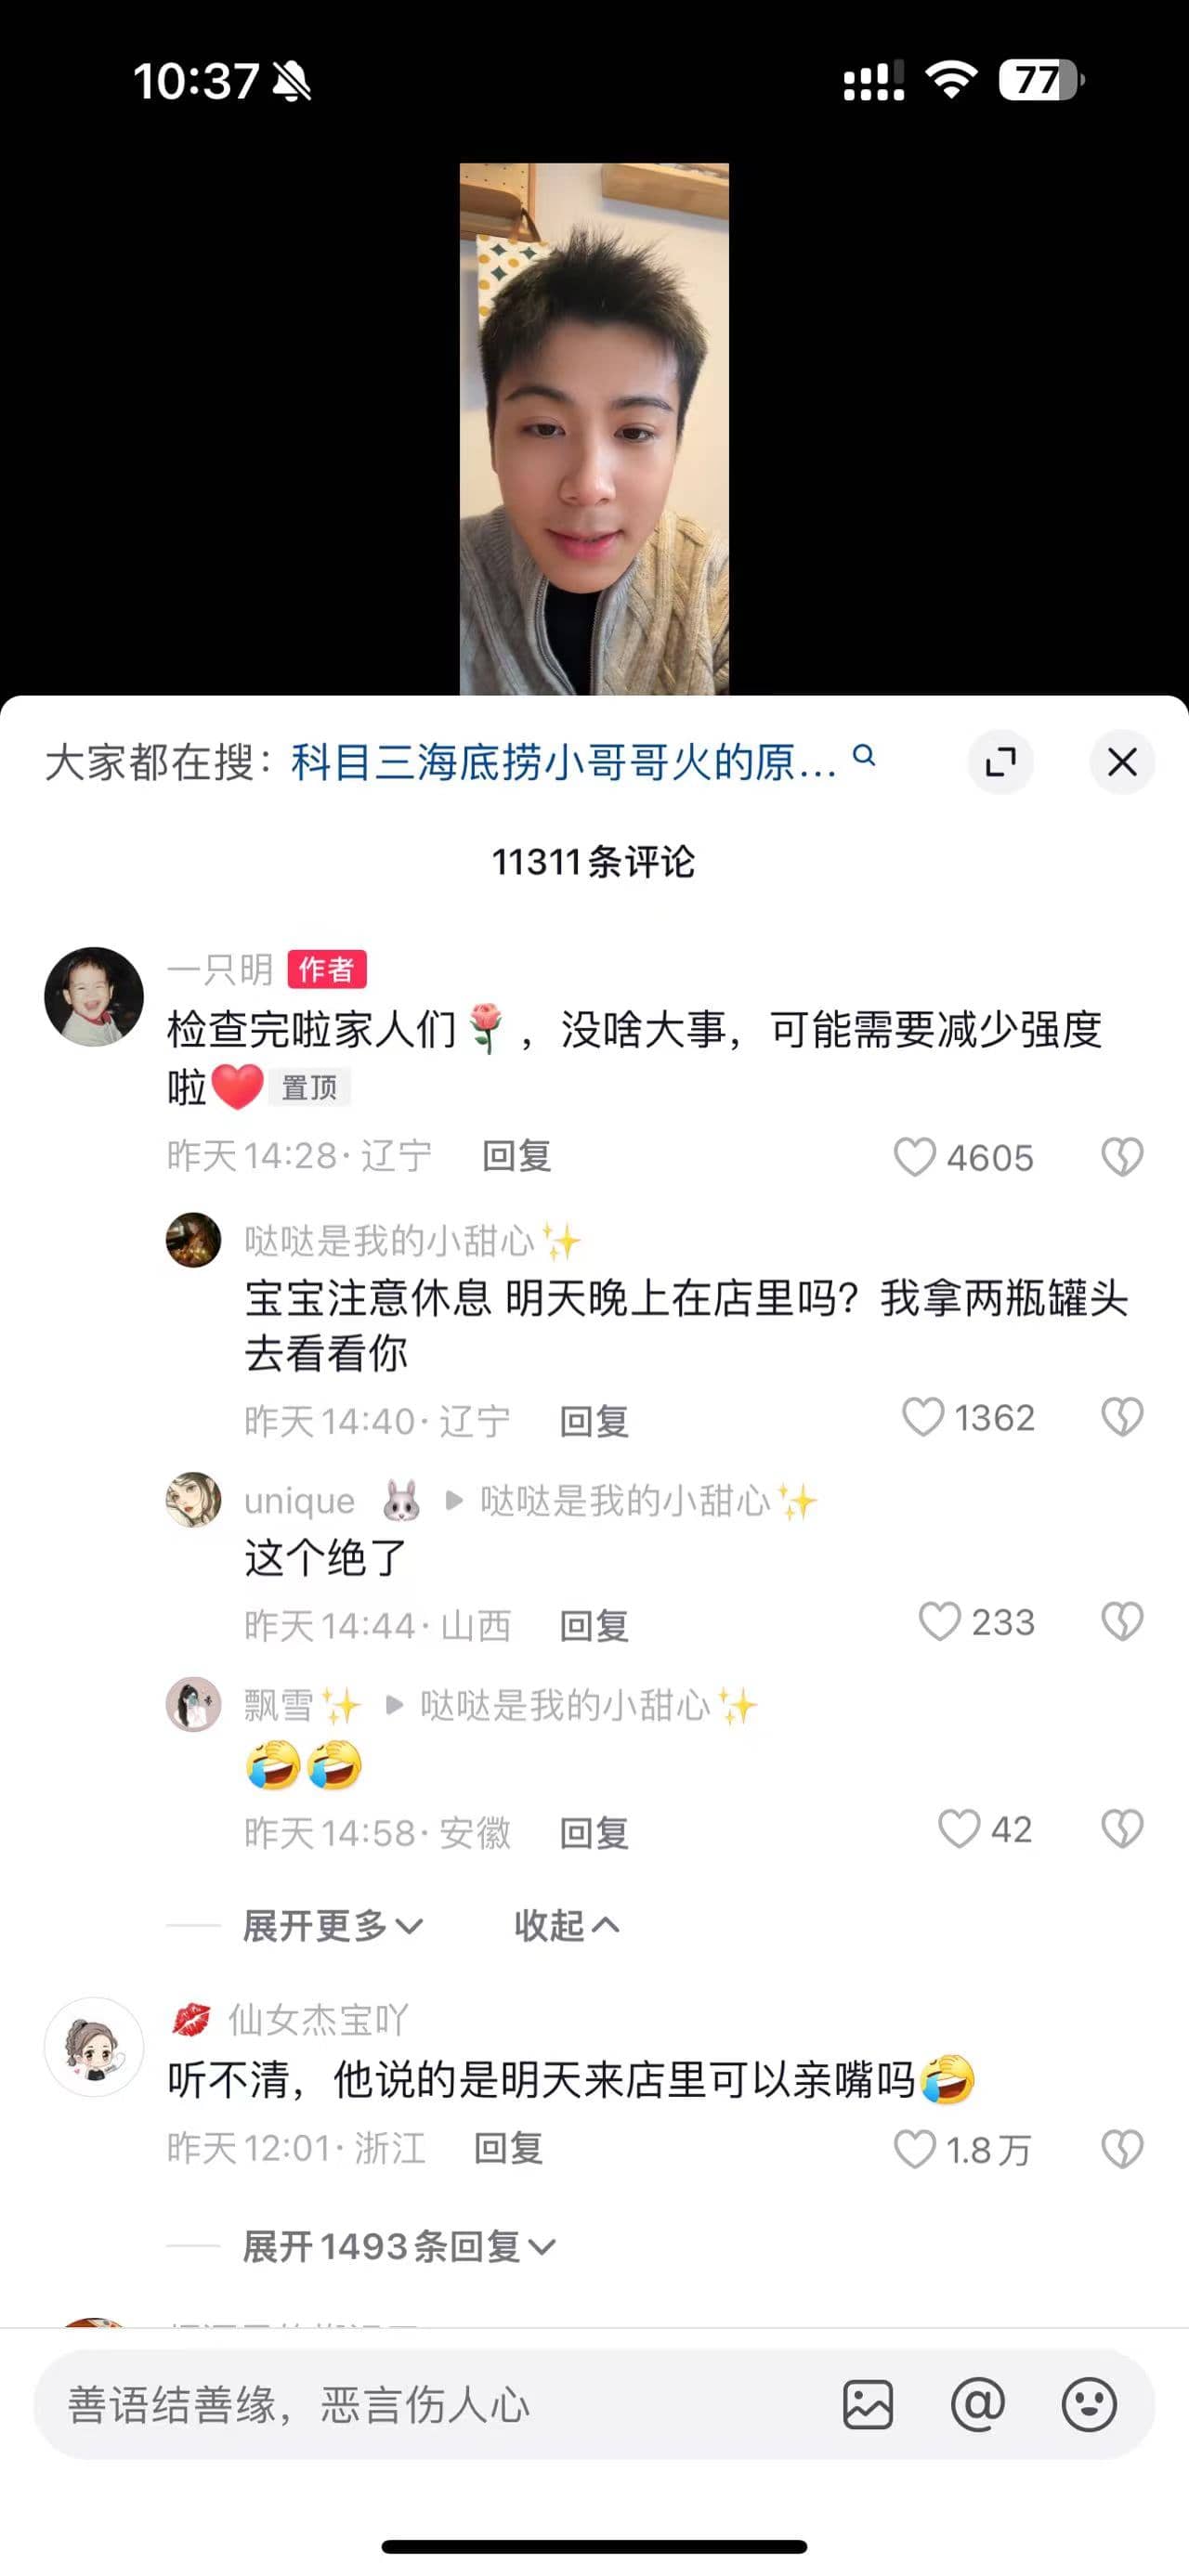 10:37
77
大家都在搜：科目三海底捞小哥哥火的原...
11311条评论
一只明 作者
检查完啦家人们🌹，没啥大事，可能需要减少强度
啦❤️ 置顶
昨天14:28·辽宁 回复 4605
哒哒是我的小甜心✨
宝宝注意休息 明天晚上在店里吗？我拿两瓶罐头
去看看你
昨天14:40·辽宁 回复 1362
unique 🐰 ▶ 哒哒是我的小甜心✨
这个绝了
昨天14:44·山西 回复 233
飘雪✨ ▶ 哒哒是我的小甜心✨
昨天14:58·安徽 回复 42
展开更多 收起
💋 仙女杰宝吖
听不清，他说的是明天来店里可以亲嘴吗
昨天12:01·浙江 回复 1.8万
展开1493条回复
善语结善缘，恶言伤人心